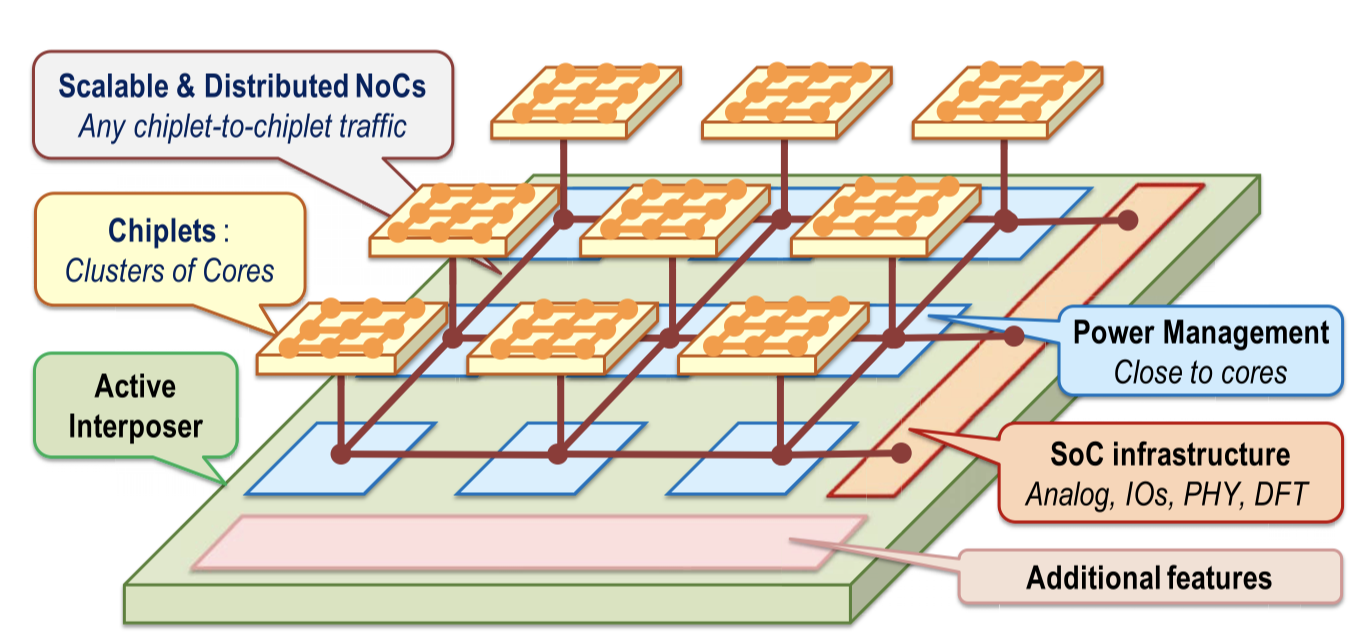 Scalable & Distributed NoCs
Any chiplet-to-chiplet traffic
Chiplets :
Clusters of Cores
Active
Interposer
Power Management
Close to cores
SoC infrastructure
Analog, IOs, PHY, DFT
Additional features